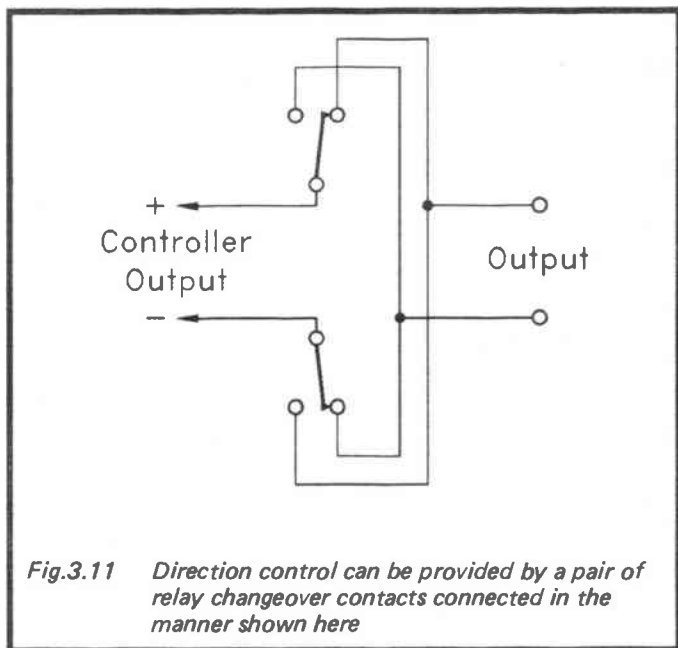 +
Controller
Output
−
Output
Fig.3.11 Direction control can be provided by a pair of
relay changeover contacts connected in the
manner shown here